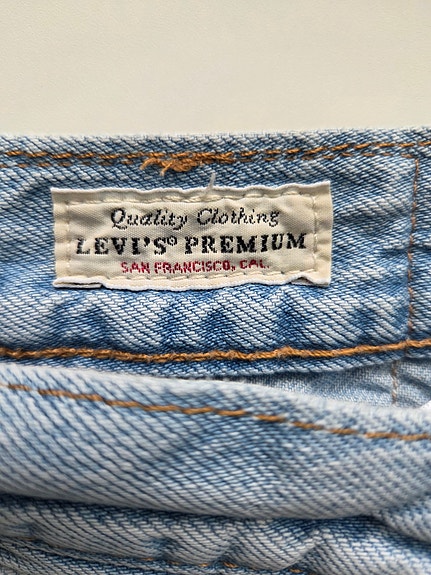 Quality Clothing
LEVI'S® PREMIUM
SAN FRANCISCO, CAL.